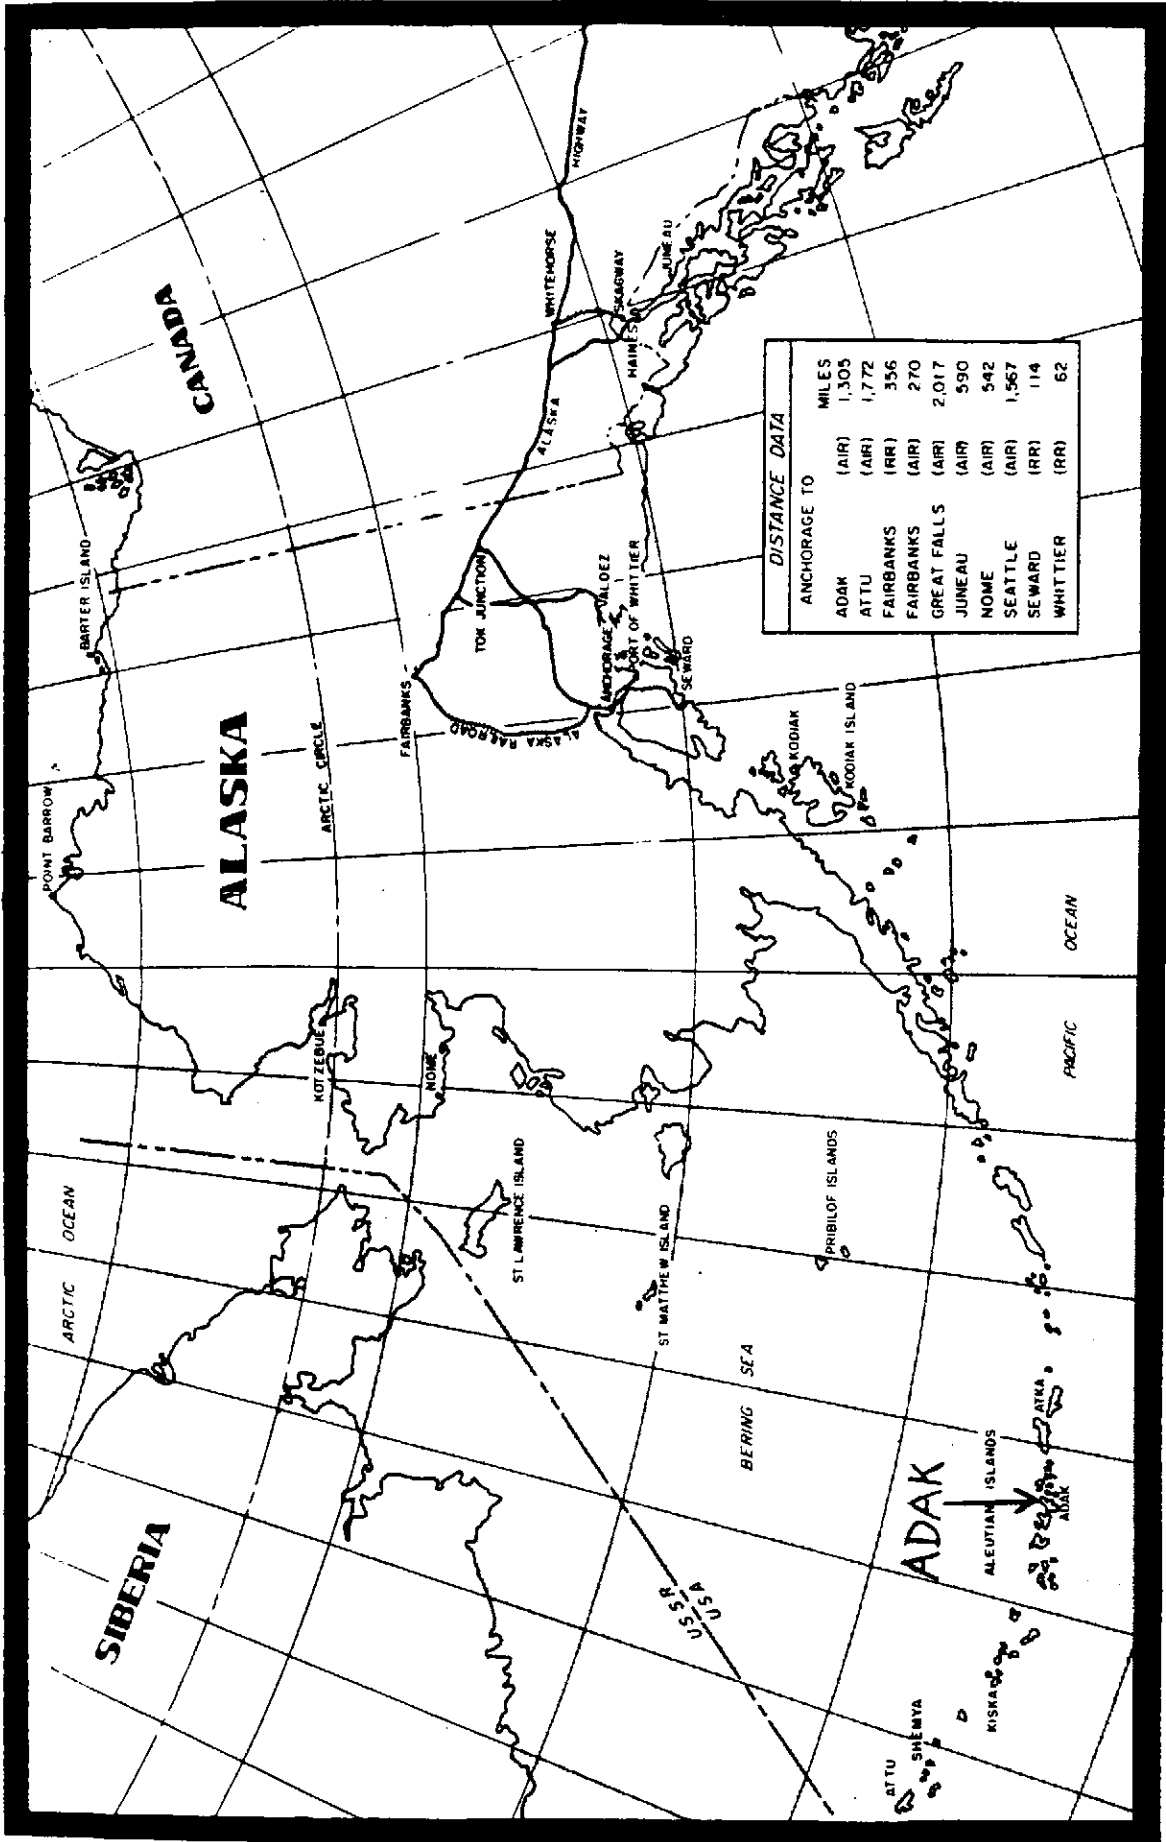 ARCTIC OCEAN
POINT BARROW
BARTER ISLAND
CANADA
SIBERIA
ALASKA
ARCTIC CIRCLE
KOTZEBUE
NOME
FAIRBANKS
ALASKA RAILROAD
TOK JUNCTION
ALASKA
HIGHWAY
WHITEHORSE
SKAGWAY
HAINES
JUNEAU
VALDEZ
ANCHORAGE
PORT OF WHITTIER
SEWARD
ST LAWRENCE ISLAND
ST MATTHEW ISLAND
USSR
USA
BERING SEA
PRIBILOF ISLANDS
KODIAK
KODIAK ISLAND
ADAK
ALEUTIAN ISLANDS
ATTU
SHEMYA
KISKA
ADAK
ATKA
PACIFIC OCEAN
DISTANCE DATA
ANCHORAGE TO MILES
ADAK (AIR) 1,305
ATTU (AIR) 1,772
FAIRBANKS (RR) 356
FAIRBANKS (AIR) 270
GREAT FALLS (AIR) 2,017
JUNEAU (AIR) 590
NOME (AIR) 542
SEATTLE (AIR) 1,567
SEWARD (RR) 114
WHITTIER (RR) 62